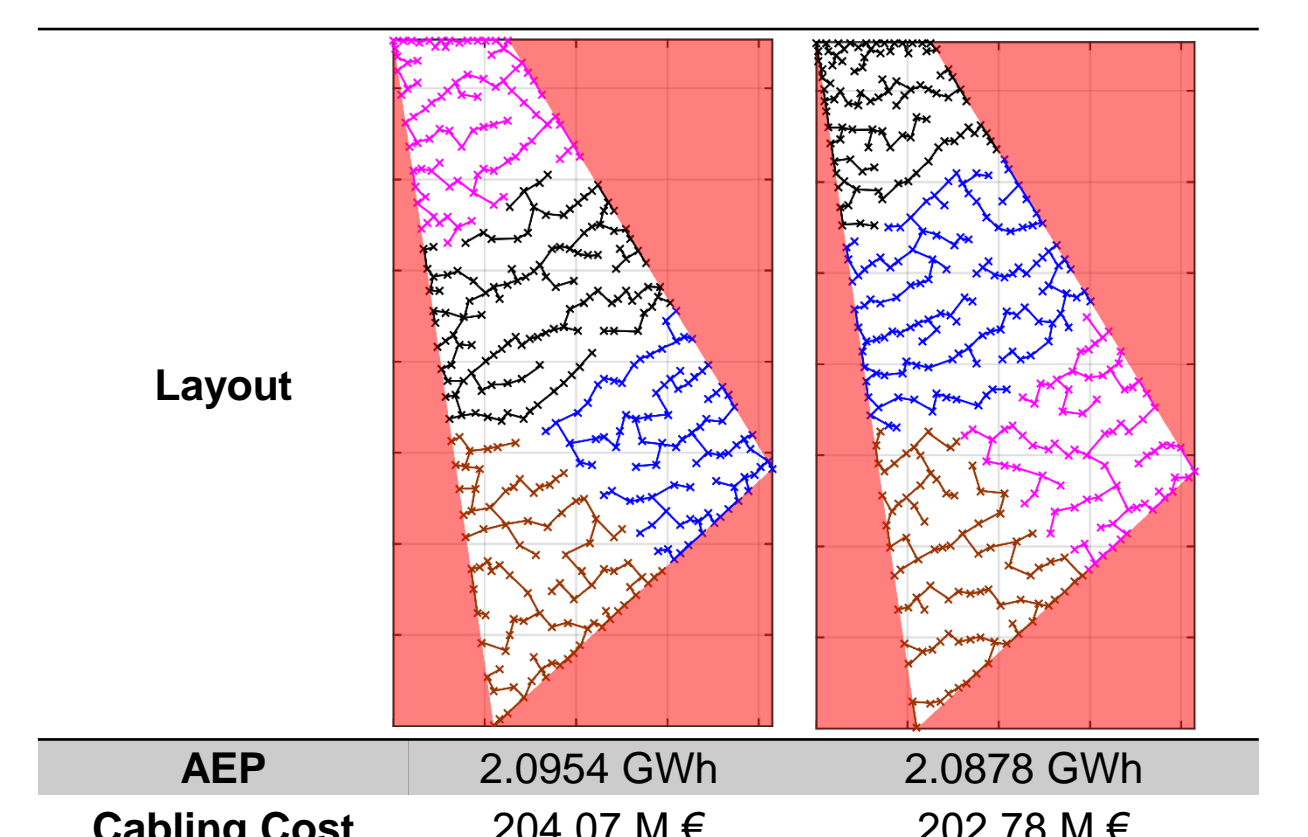 Layout
AEP 2.0954 GWh 2.0878 GWh
Cabling Cost 204.07 M € 202.78 M €